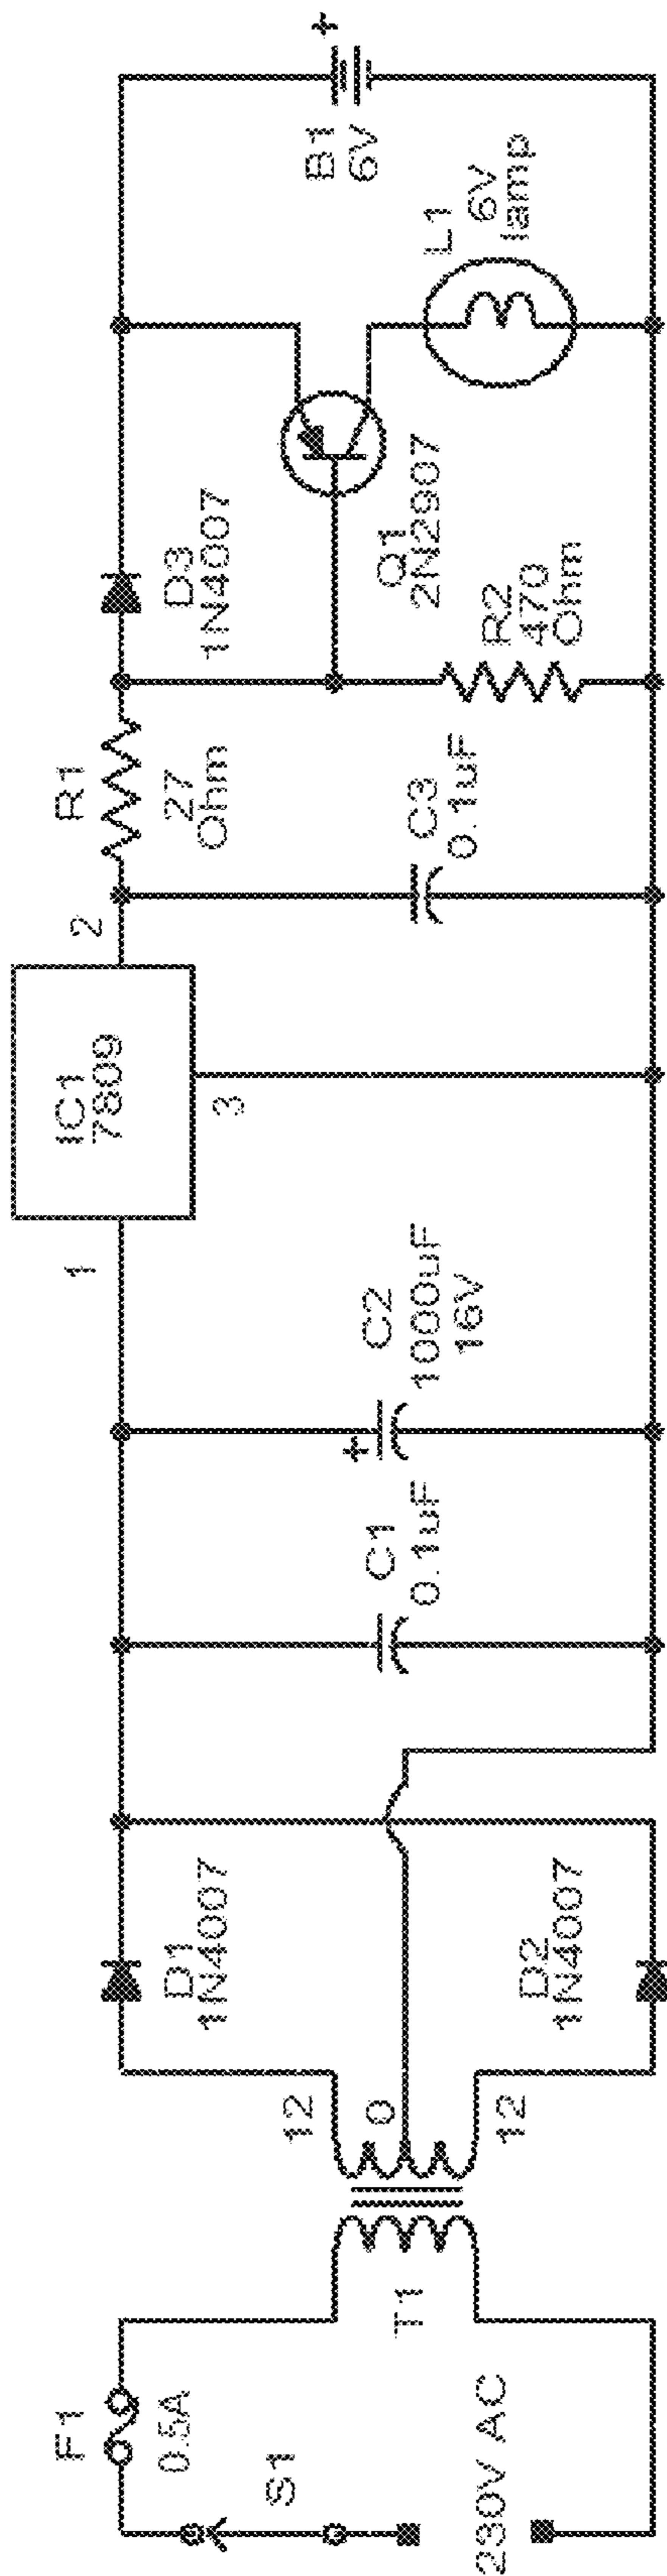 F1
0.5A
S1
230V AC
T1
12
0
12
D1
1N4007
D2
1N4007
C1
0.1uF
C2
1000uF
16V
1
IC1
7809
2
3
R1
27
Ohm
C3
0.1uF
D3
1N4007
Q1
2N2907
R2
470
Ohm
L1
6V
lamp
+
B1
6V
+